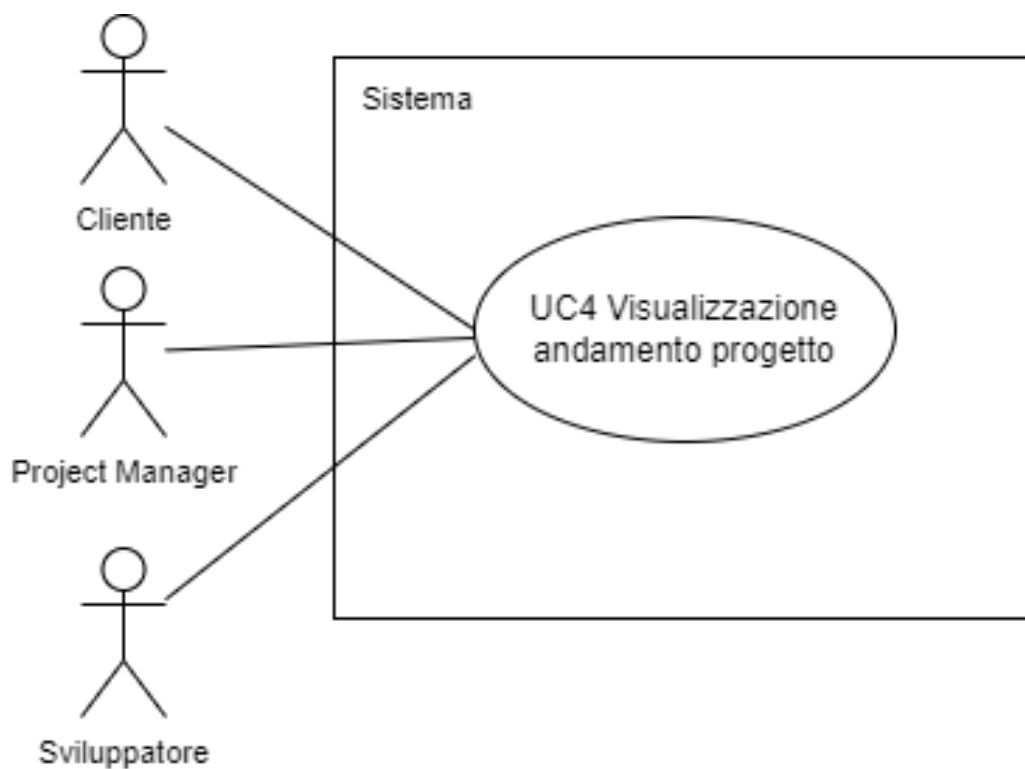 Sistema
Cliente
UC4 Visualizzazione
andamento progetto
Project Manager
Sviluppatore